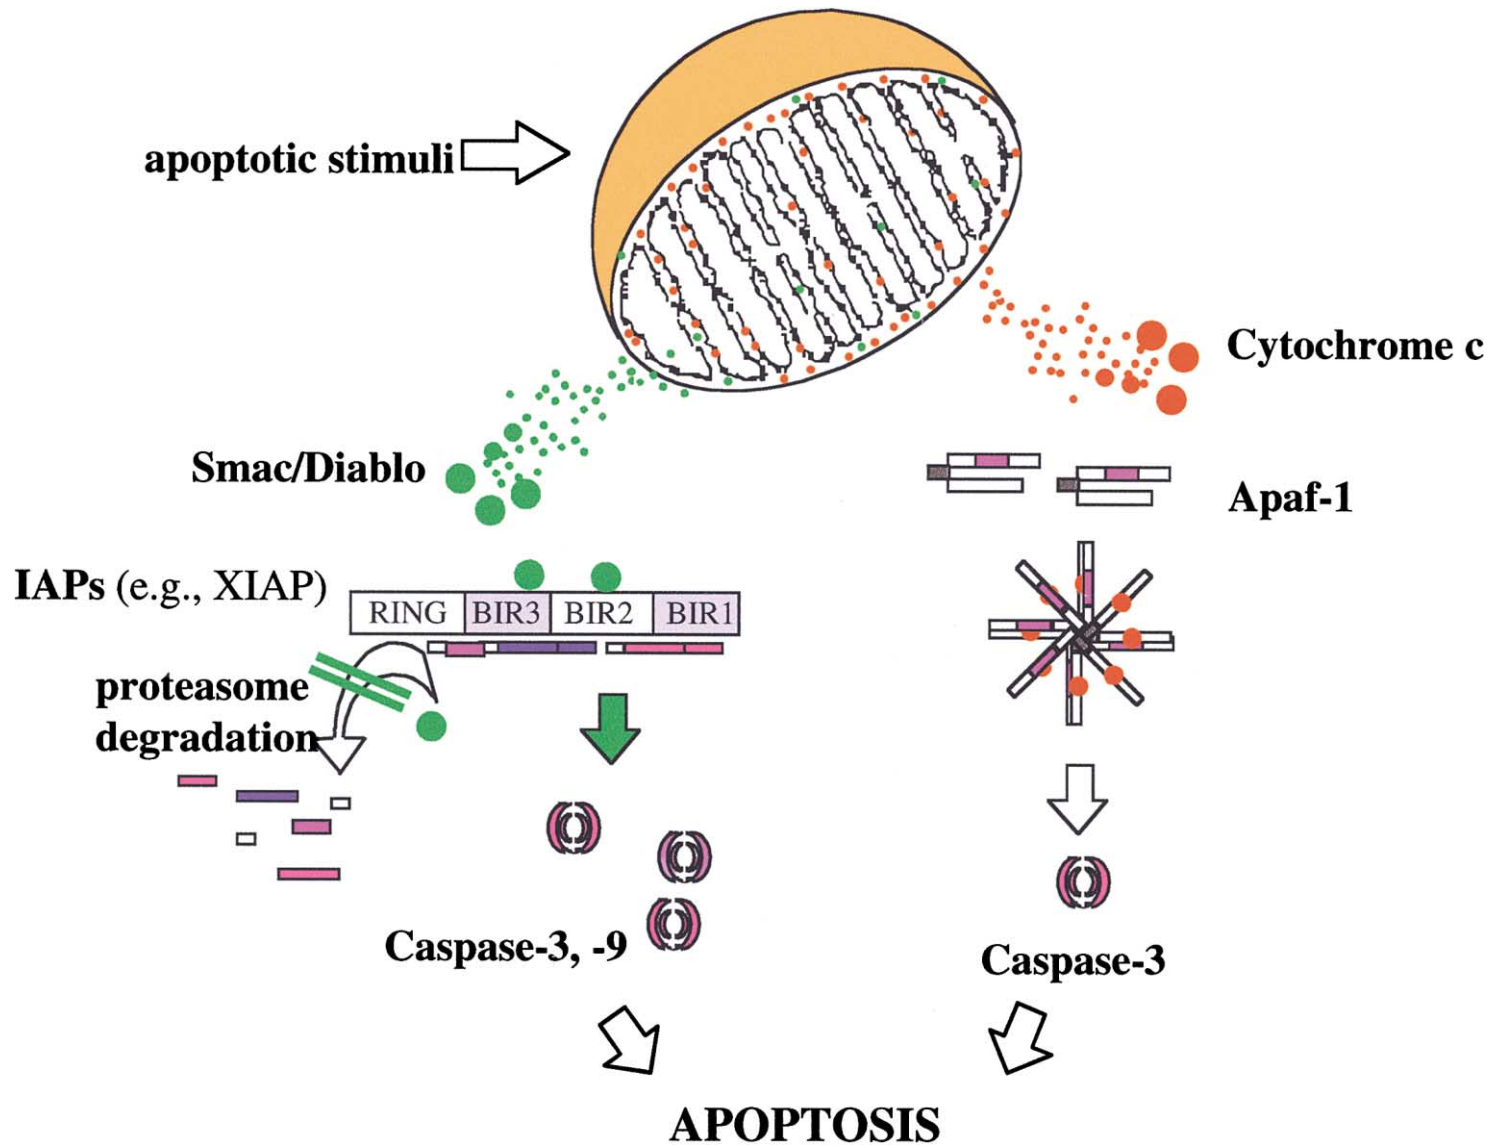 apoptotic stimuli
Cytochrome c
Smac/Diablo
Apaf-1
IAPs (e.g., XIAP)
RING BIR3 BIR2 BIR1
proteasome
degradation
Caspase-3, -9
Caspase-3
APOPTOSIS